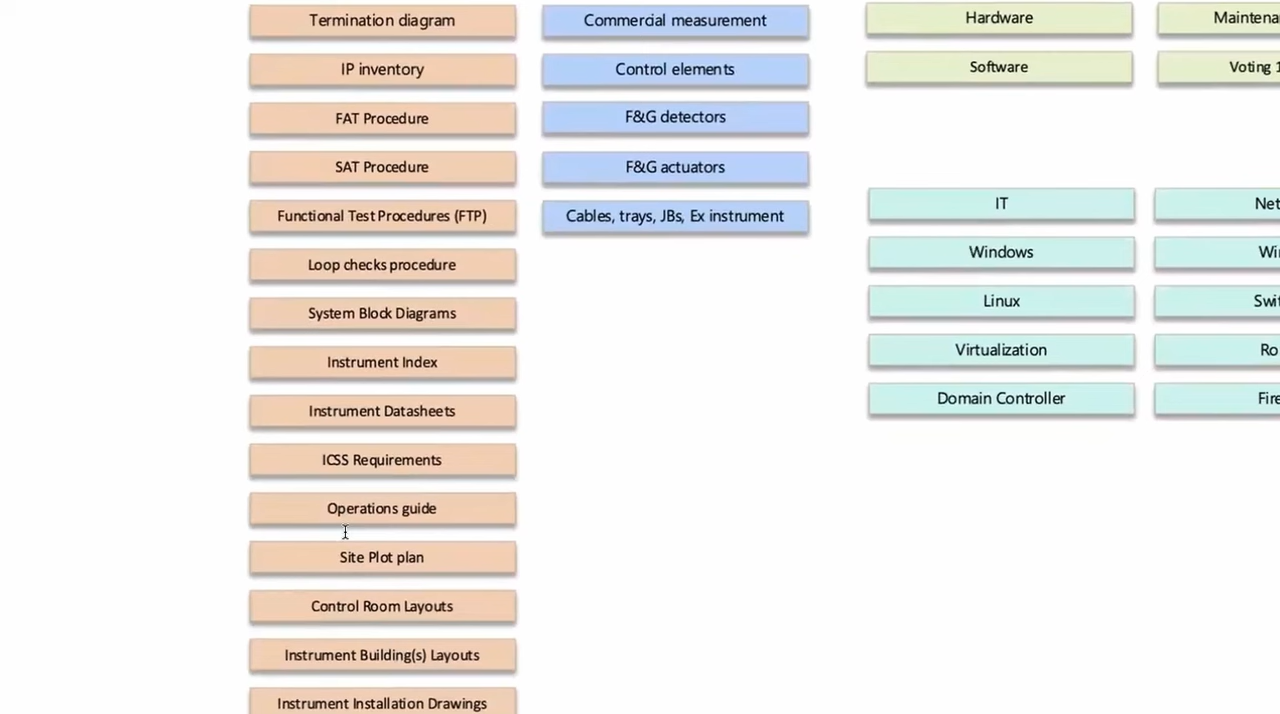 Termination diagram
IP inventory
FAT Procedure
SAT Procedure
Functional Test Procedures (FTP)
Loop checks procedure
System Block Diagrams
Instrument Index
Instrument Datasheets
ICSS Requirements
Operations guide
Site Plot plan
Control Room Layouts
Instrument Building(s) Layouts
Instrument Installation Drawings
Commercial measurement
Control elements
F&G detectors
F&G actuators
Cables, trays, JBs, Ex instrument
Hardware
Software
Voting
IT
Windows
Linux
Virtualization
Domain Controller